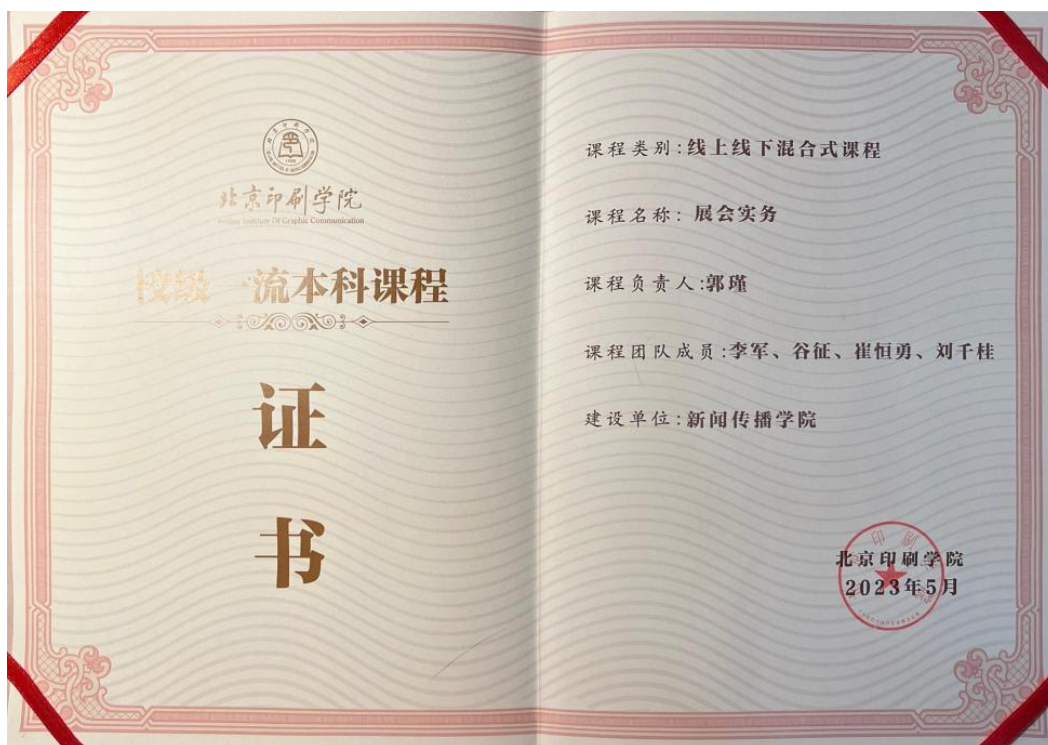 北京印刷学院
Beijing Institute Of Graphic Communication
校级一流本科课程
证
书
课程类别:线上线下混合式课程
课程名称: 展会实务
课程负责人:郭瑾
课程团队成员:李军、谷征、崔恒勇、刘千桂
建设单位:新闻传播学院
北京印刷学院
2023年5月